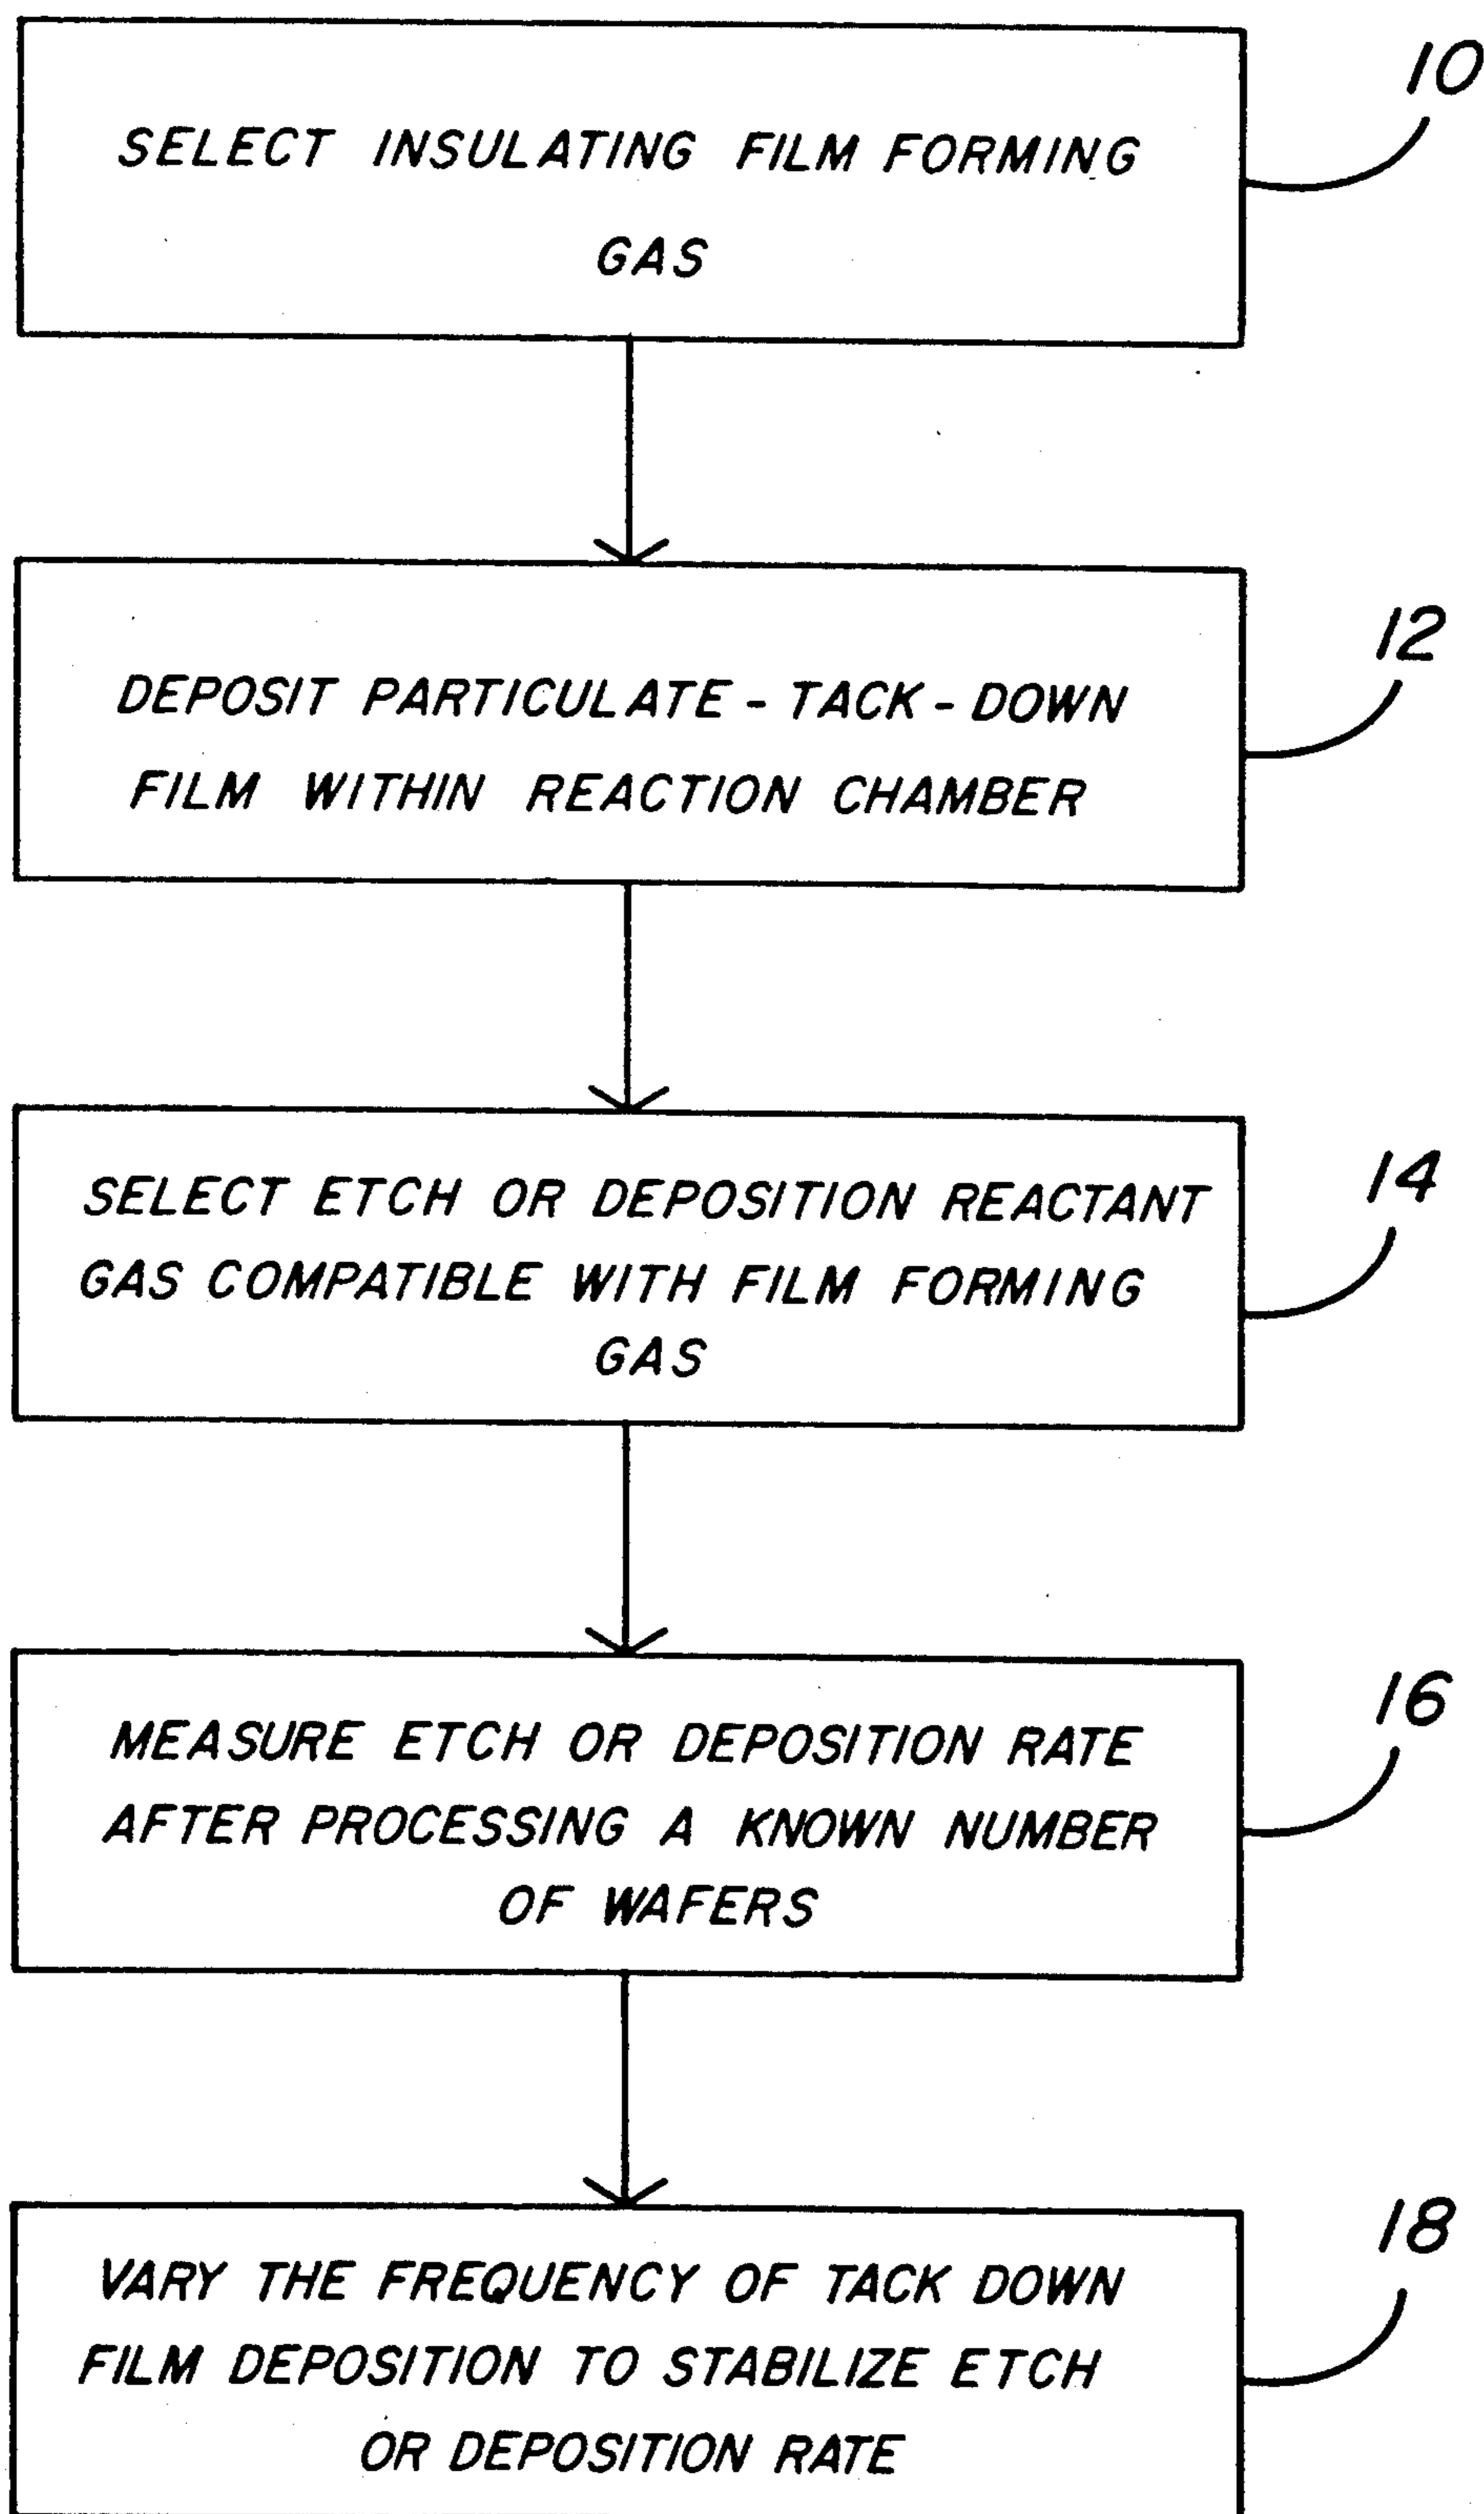 SELECT INSULATING FILM FORMING
GAS
10
DEPOSIT PARTICULATE - TACK - DOWN
FILM WITHIN REACTION CHAMBER
12
SELECT ETCH OR DEPOSITION REACTANT
GAS COMPATIBLE WITH FILM FORMING
GAS
14
MEASURE ETCH OR DEPOSITION RATE
AFTER PROCESSING A KNOWN NUMBER
OF WAFERS
16
VARY THE FREQUENCY OF TACK DOWN
FILM DEPOSITION TO STABILIZE ETCH
OR DEPOSITION RATE
18